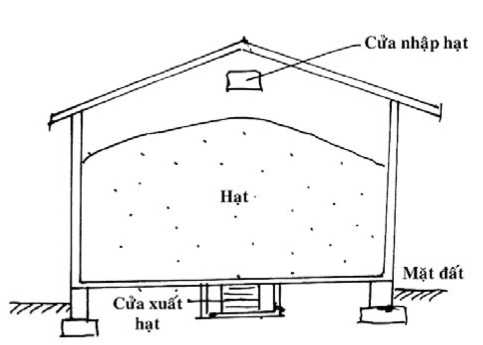 Cửa nhập hạt
Hạt
Mặt đất
Cửa xuất
hạt